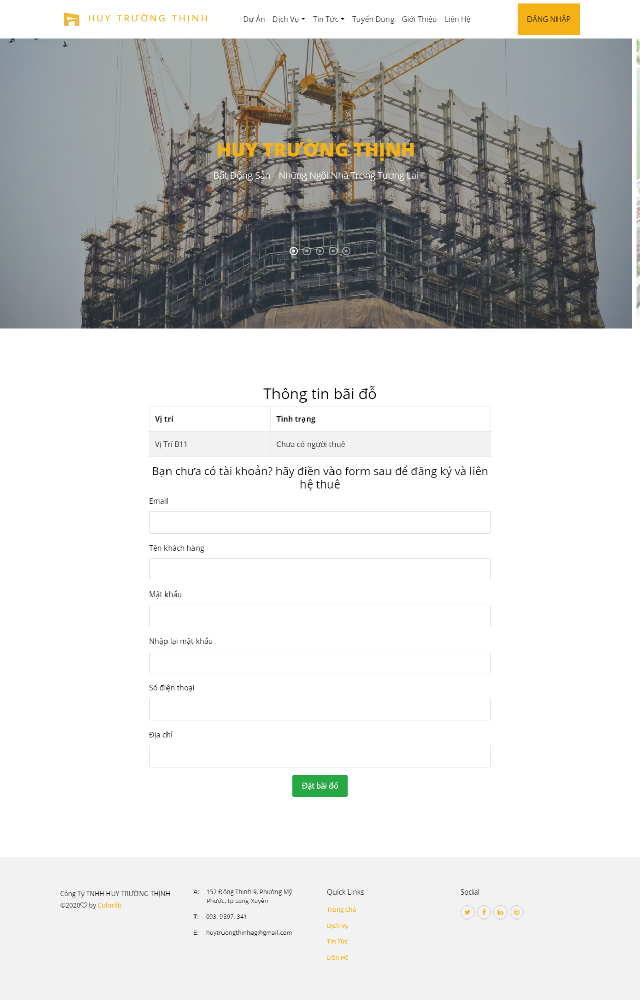 HUY TRƯỜNG THỊNH
Dự Án Dịch Vụ Tin Tức Tuyển Dụng Giới Thiệu Liên Hệ
ĐĂNG NHẬP
HUY TRƯỜNG THỊNH
Bất Động Sản - Những Ngôi Nhà Trong Tương Lai
Thông tin bãi đỗ
Vị trí Tình trạng
Vị Trí B11 Chưa có người thuê
Bạn chưa có tài khoản? hãy điền vào form sau để đăng ký và liên
hệ thuê
Email
Tên khách hàng
Mật khẩu
Nhập lại mật khẩu
Số điện thoại
Địa chỉ
Đặt bãi đổ
Công Ty TNHH HUY TRƯỜNG THỊNH
©2020 by Colorlib
A: 152 Đông Thịnh 9, Phường Mỹ
Phước, tp Long Xuyên
T: 093. 9397. 341
E: huytruongthinhag@gmail.com
Quick Links
Trang Chủ
Dịch Vụ
Tin Tức
Liên Hệ
Social